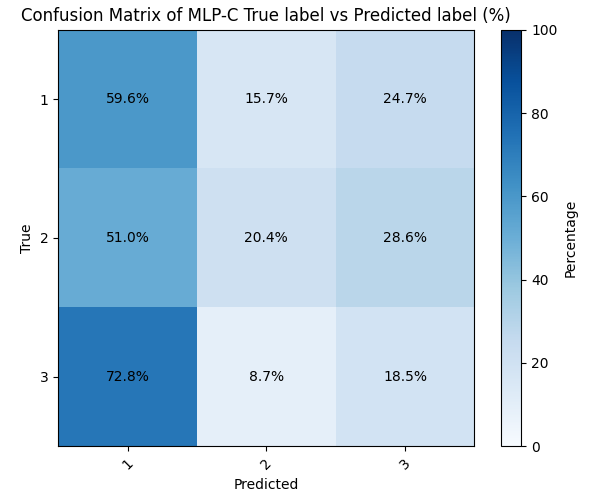 Confusion Matrix of MLP-C True label vs Predicted label (%)
True
1
2
3
59.6% 15.7% 24.7%
51.0% 20.4% 28.6%
72.8% 8.7% 18.5%
1 2 3
Predicted
100
80
60
40
20
0
Percentage